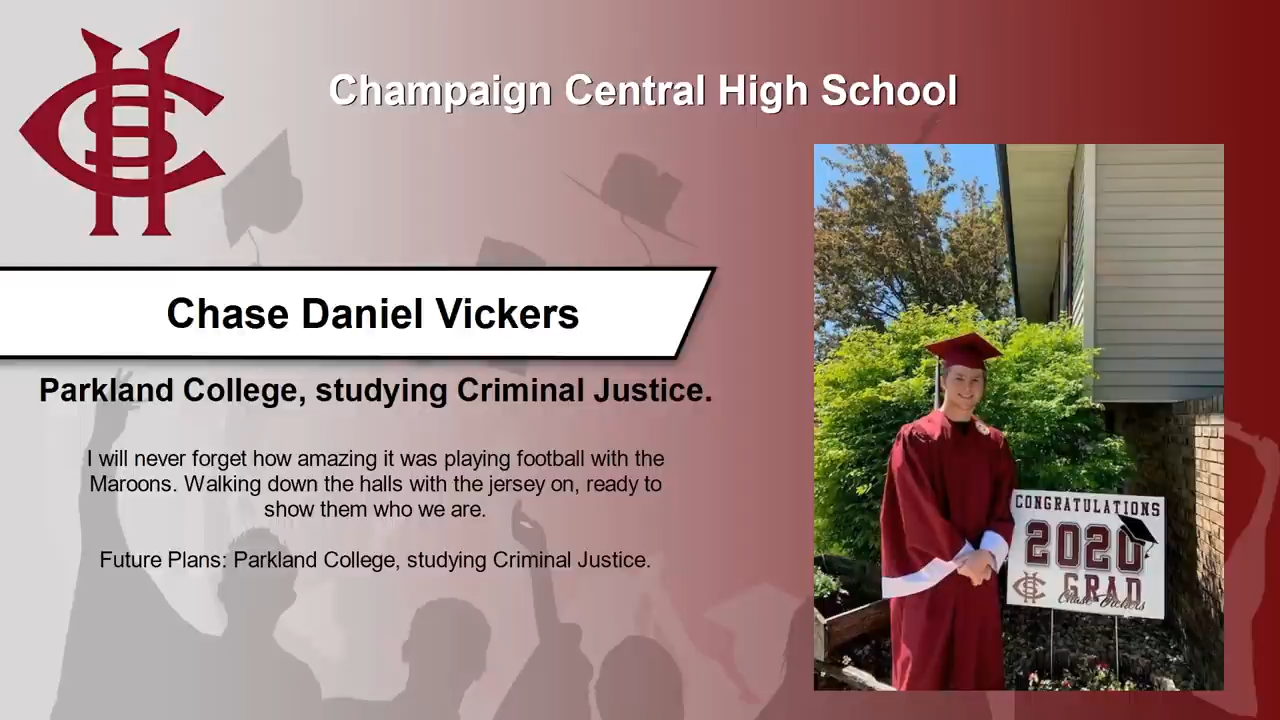 Champaign Central High School
Chase Daniel Vickers
Parkland College, studying Criminal Justice.
I will never forget how amazing it was playing football with the
Maroons. Walking down the halls with the jersey on, ready to
show them who we are.
Future Plans: Parkland College, studying Criminal Justice.
CONGRATULATIONS
2020
GRAD
Chase Vickers